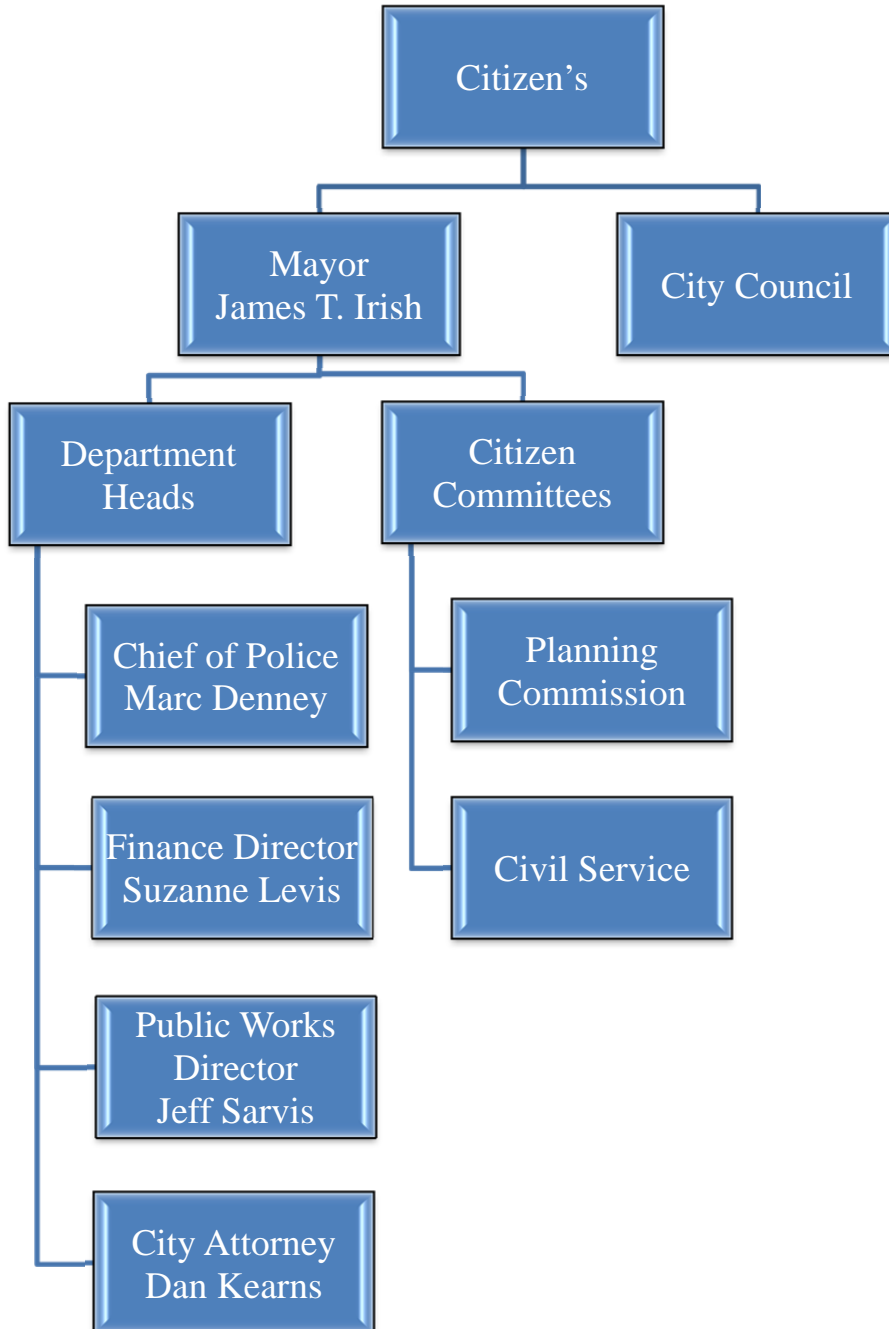 Citizen’s
Mayor
James T. Irish
City Council
Department
Heads
Citizen
Committees
Chief of Police
Marc Denney
Planning
Commission
Finance Director
Suzanne Levis
Civil Service
Public Works
Director
Jeff Sarvis
City Attorney
Dan Kearns